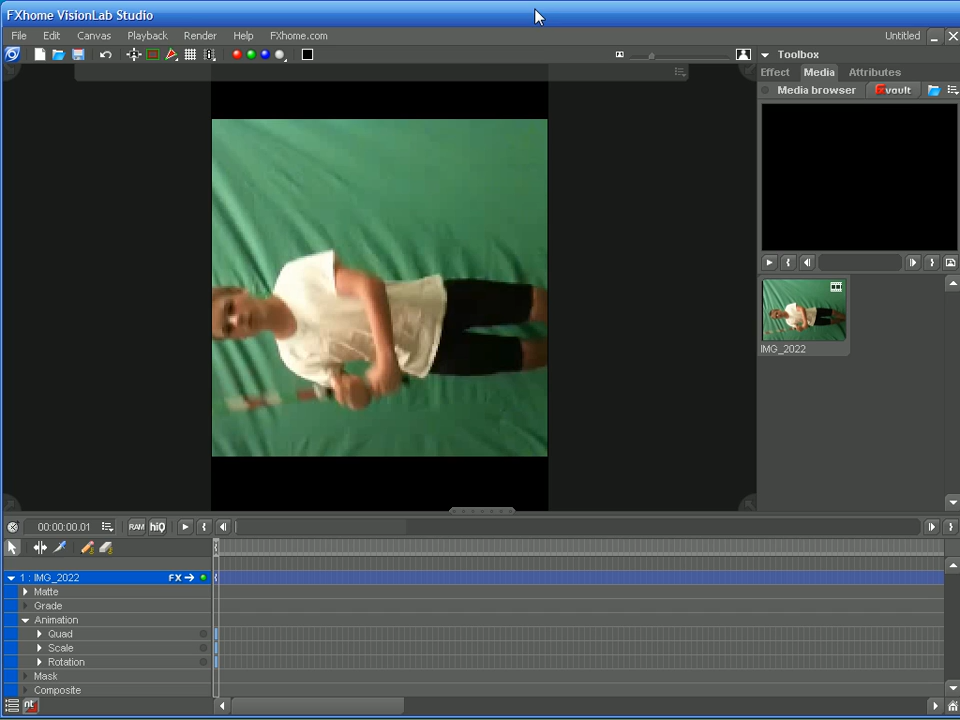 FXhome VisionLab Studio
File Edit Canvas Playback Render Help FXhome.com Untitled
Toolbox
Effect Media Attributes
Media browser vault
IMG_2022
00:00:00.01 RAM hiQ
1 : IMG_2022 FX
Matte
Grade
Animation
Quad
Scale
Rotation
Mask
Composite